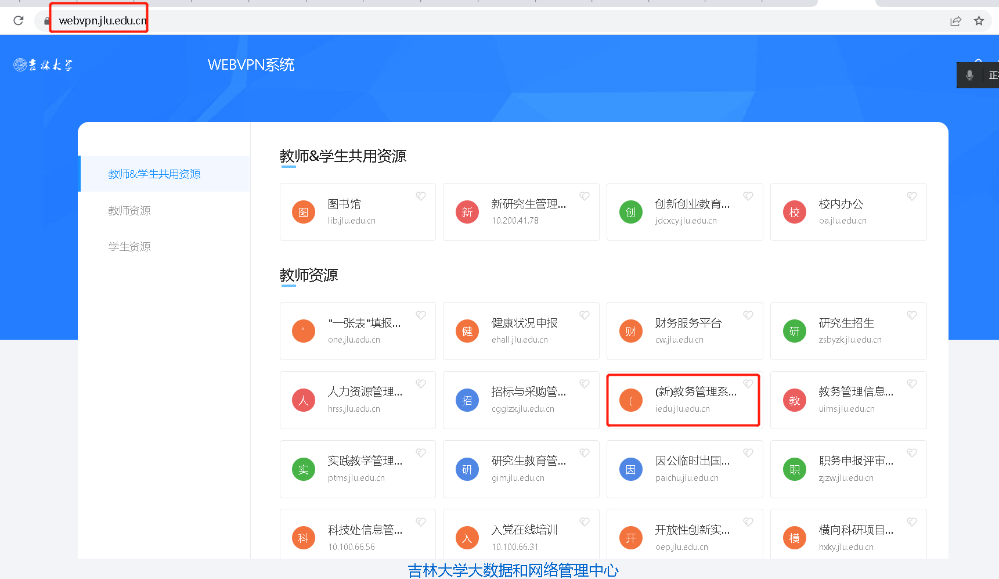 webvpn.jlu.edu.cn
吉林大学
WEBVPN系统
教师&学生共用资源
教师资源
学生资源
教师&学生共用资源
图
图书馆
lib.jlu.edu.cn
新
新研究生管理...
10.200.41.78
创
创新创业教育...
jdcxcy.jlu.edu.cn
校
校内办公
oa.jlu.edu.cn
教师资源
"
"一张表"填报...
one.jlu.edu.cn
健
健康状况申报
ehall.jlu.edu.cn
财
财务服务平台
cw.jlu.edu.cn
研
研究生招生
zsbyzk.jlu.edu.cn
人
人力资源管理...
hrss.jlu.edu.cn
招
招标与采购管...
cgglzx.jlu.edu.cn
(
(新)教务管理系...
iedu.jlu.edu.cn
教
教务管理信息...
uims.jlu.edu.cn
实
实践教学管理...
ptms.jlu.edu.cn
研
研究生教育管...
gim.jlu.edu.cn
因
因公临时出国...
paichu.jlu.edu.cn
职
职务申报评审...
zjzw.jlu.edu.cn
科
科技处信息管...
10.100.66.56
入
入党在线培训
10.100.66.31
开
开放性创新实...
oep.jlu.edu.cn
横
横向科研项目...
hxky.jlu.edu.cn
吉林大学大数据和网络管理中心